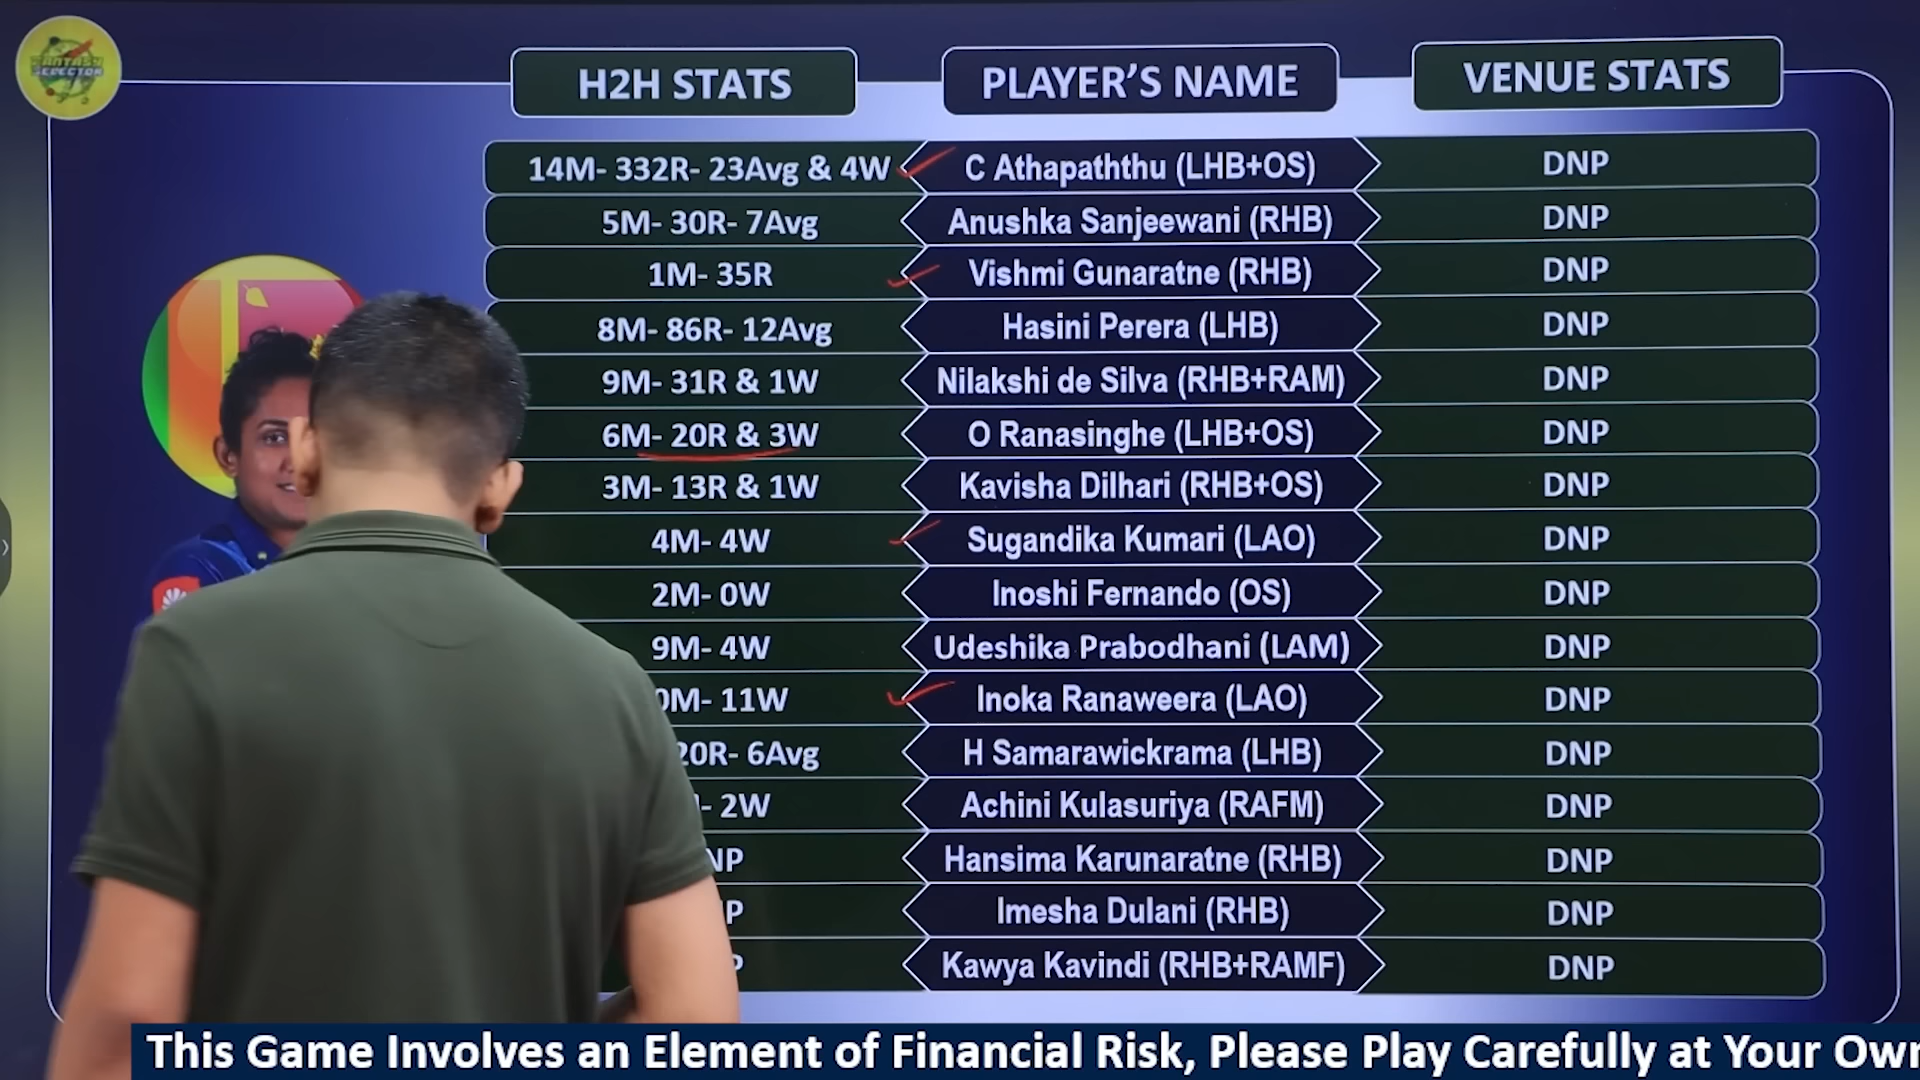 FANTASY
SELECTOR
H2H STATS PLAYER'S NAME VENUE STATS
14M- 332R- 23Avg & 4W C Athapaththu (LHB+OS) DNP
5M- 30R- 7Avg Anushka Sanjeewani (RHB) DNP
1M- 35R Vishmi Gunaratne (RHB) DNP
8M- 86R- 12Avg Hasini Perera (LHB) DNP
9M- 31R & 1W Nilakshi de Silva (RHB+RAM) DNP
6M- 20R & 3W O Ranasinghe (LHB+OS) DNP
3M- 13R & 1W Kavisha Dilhari (RHB+OS) DNP
4M- 4W Sugandika Kumari (LAO) DNP
2M- 0W Inoshi Fernando (OS) DNP
9M- 4W Udeshika Prabodhani (LAM) DNP
0M- 11W Inoka Ranaweera (LAO) DNP
20R- 6Avg H Samarawickrama (LHB) DNP
- 2W Achini Kulasuriya (RAFM) DNP
NP Hansima Karunaratne (RHB) DNP
P Imesha Dulani (RHB) DNP
Kawya Kavindi (RHB+RAMF) DNP
This Game Involves an Element of Financial Risk, Please Play Carefully at Your Own